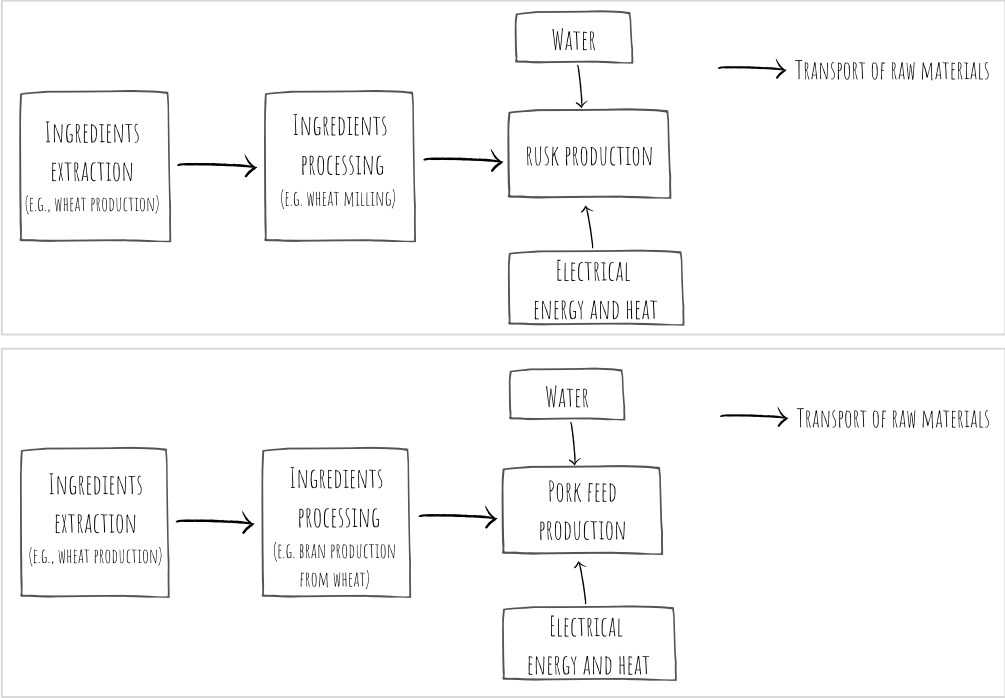 Water
Transport of raw materials
Ingredients
extraction
(e.g., wheat production)
Ingredients
processing
(e.g. wheat milling)
rusk production
Electrical
energy and heat
Water
Transport of raw materials
Ingredients
extraction
(e.g., wheat production)
Ingredients
processing
(e.g. bran production
from wheat)
Pork feed
production
Electrical
energy and heat